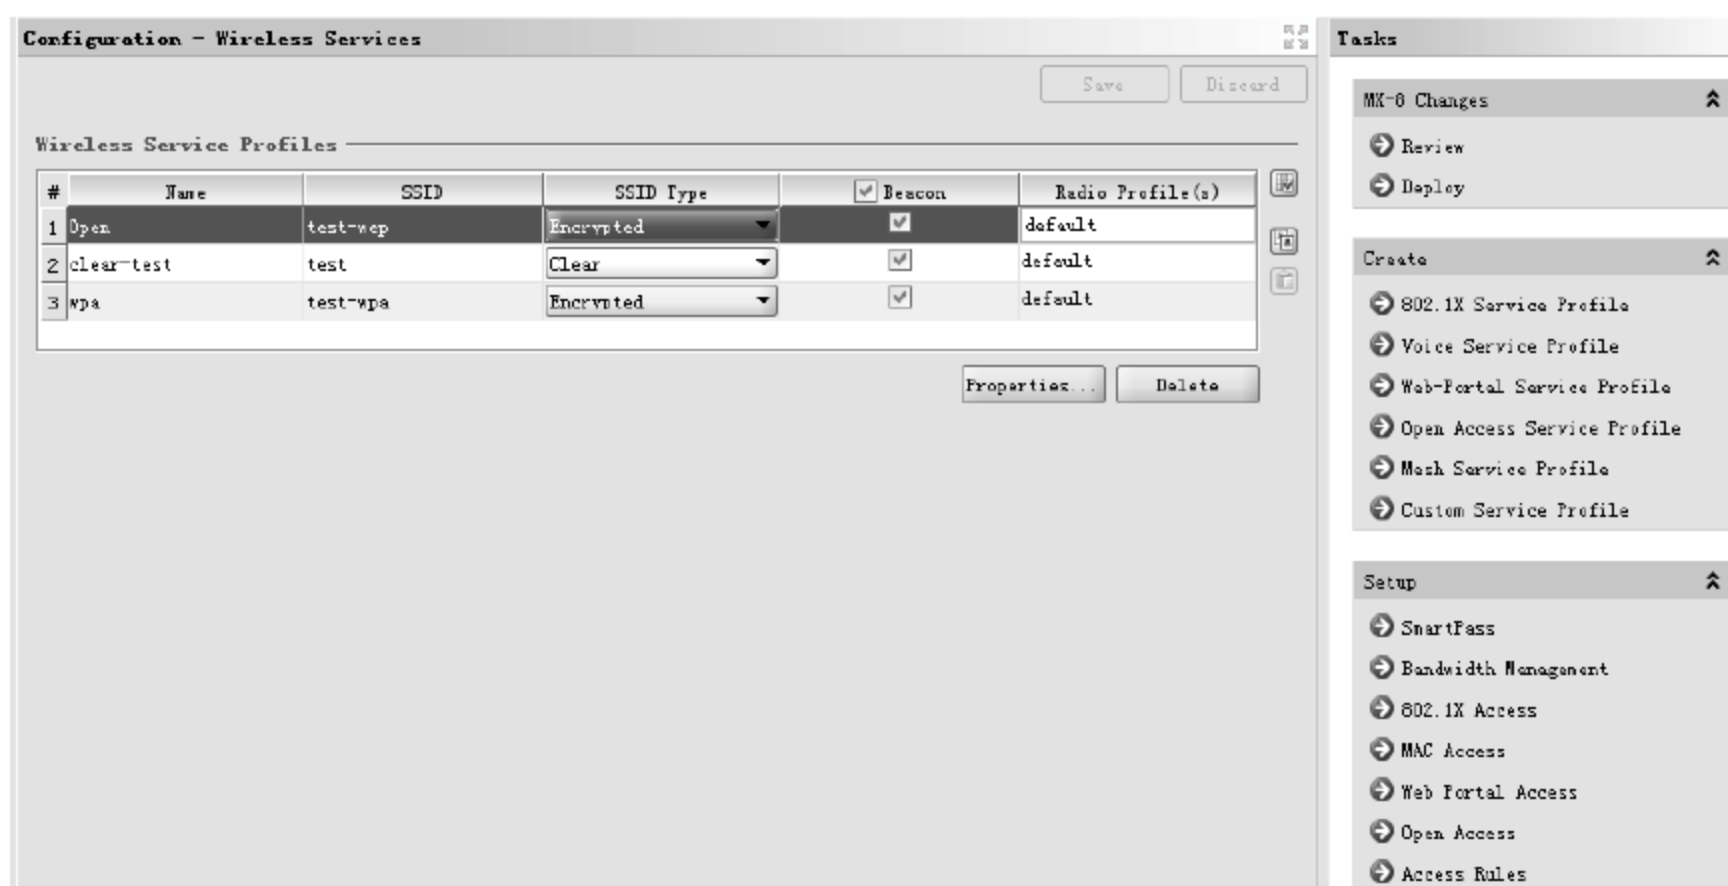 Configuration - Wireless Services
Save Discard
Wireless Service Profiles
# Name SSID SSID Type Beacon Radio Profile(s)
1 Open test-wep Encrypted default
2 clear-test test Clear default
3 wpa test-wpa Encrypted default
Properties... Delete
Tasks
MX-8 Changes
Review
Deploy
Create
802.1X Service Profile
Voice Service Profile
Web-Portal Service Profile
Open Access Service Profile
Mesh Service Profile
Custom Service Profile
Setup
SmartPass
Bandwidth Management
802.1X Access
MAC Access
Web Portal Access
Open Access
Access Rules